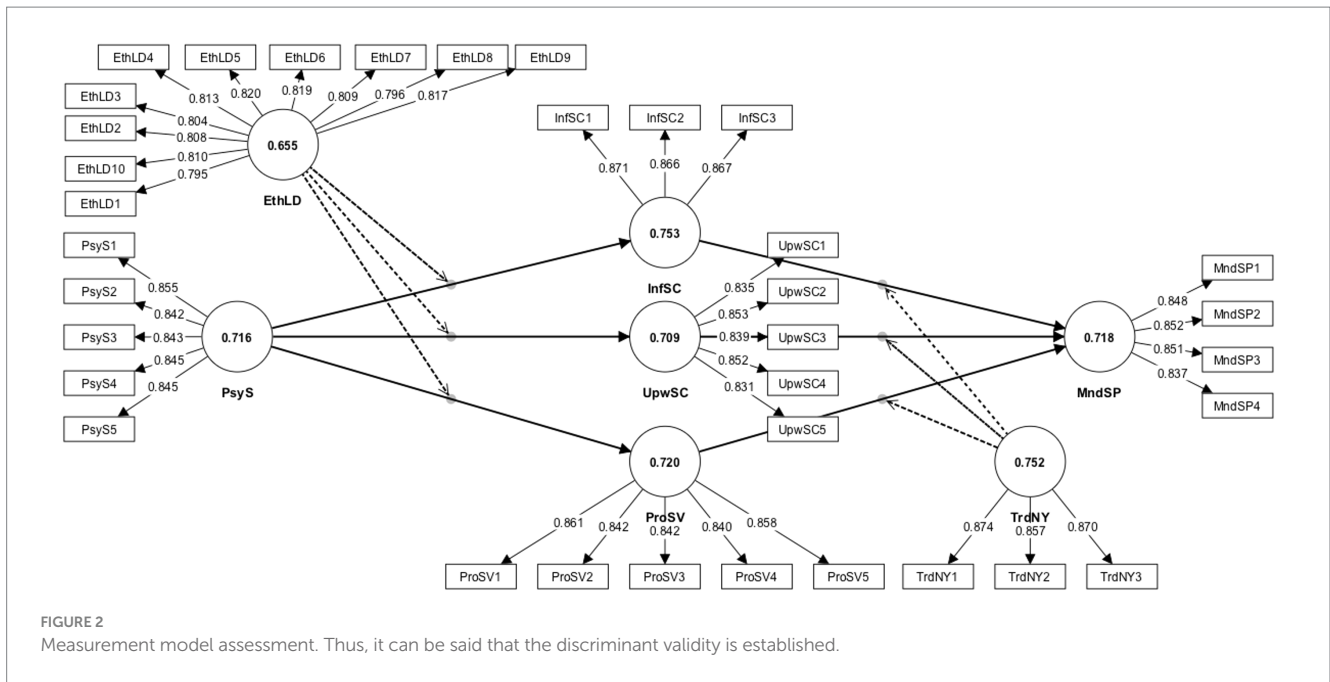 EthLD4
EthLD5
EthLD6
EthLD7
EthLD8
EthLD9
EthLD3
EthLD2
EthLD10
EthLD1
0.813
0.820
0.819
0.809
0.796
0.817
0.804
0.808
0.810
0.795
0.655
EthLD
InfSC1
InfSC2
InfSC3
0.871
0.866
0.867
0.753
InfSC
PsyS1
PsyS2
PsyS3
PsyS4
PsyS5
0.855
0.842
0.843
0.845
0.845
0.716
PsyS
UpwSC1
UpwSC2
UpwSC3
UpwSC4
UpwSC5
0.835
0.853
0.839
0.852
0.831
0.709
UpwSC
MndSP1
MndSP2
MndSP3
MndSP4
0.848
0.852
0.851
0.837
0.718
MndSP
0.720
ProSV
0.861
0.842
0.842
0.840
0.858
ProSV1
ProSV2
ProSV3
ProSV4
ProSV5
0.752
TrdNY
0.874
0.857
0.870
TrdNY1
TrdNY2
TrdNY3
FIGURE 2
Measurement model assessment. Thus, it can be said that the discriminant validity is established.